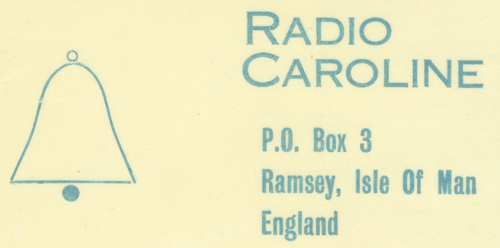 RADIO
CAROLINE
P.O. Box 3
Ramsey, Isle Of Man
England